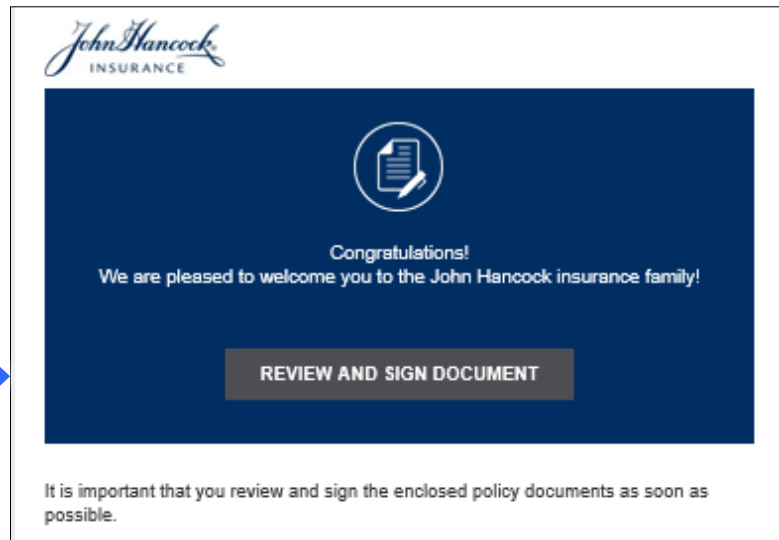 John Hancock.
INSURANCE
Congratulations!
We are pleased to welcome you to the John Hancock insurance family!
REVIEW AND SIGN DOCUMENT
It is important that you review and sign the enclosed policy documents as soon as
possible.